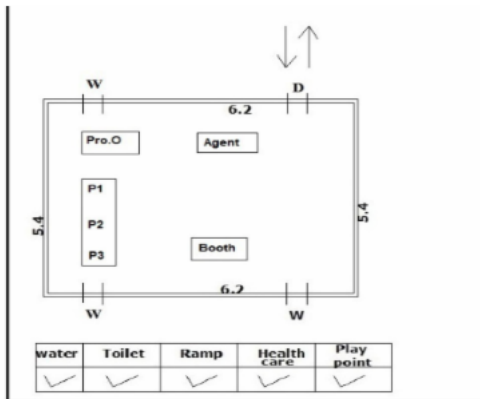 W
D
6.2
Pro.O
Agent
P1
5.4
5.4
P2
Booth
P3
6.2
W
W
water Toilet Ramp Health care Play point